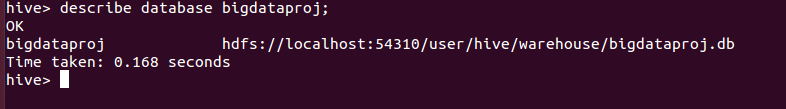 hive> describe database bigdataproj;
OK
bigdataproj hdfs://localhost:54310/user/hive/warehouse/bigdataproj.db
Time taken: 0.168 seconds
hive>